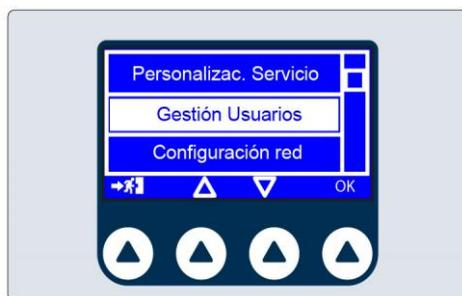 Personalizac. Servicio
Gestión Usuarios
Configuración red
OK